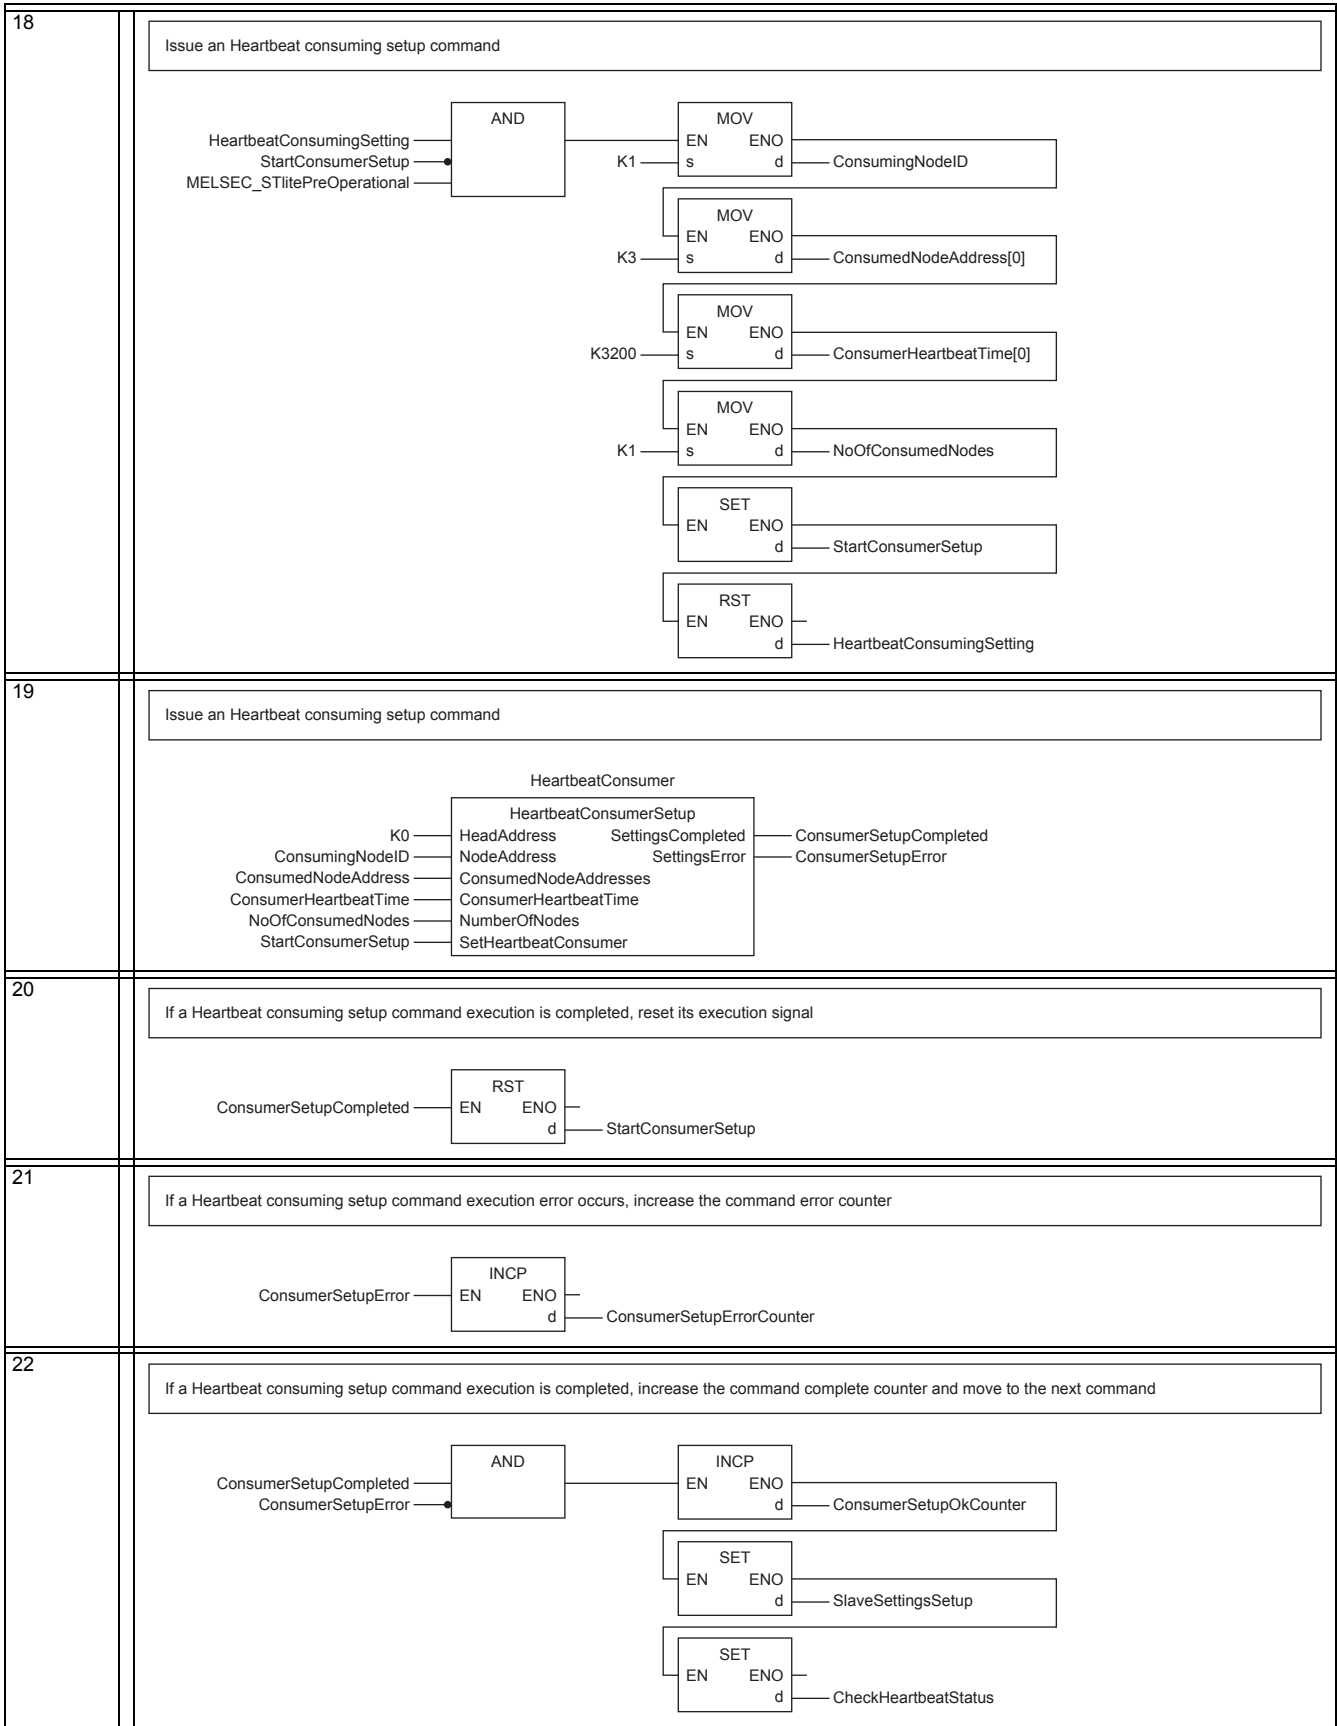 18
Issue an Heartbeat consuming setup command
AND
MOV
HeartbeatConsumingSetting
EN ENO
StartConsumerSetup
K1 s d ConsumingNodeID
MELSEC_STlitePreOperational
MOV
EN ENO
K3 s d ConsumedNodeAddress[0]
MOV
EN ENO
K3200 s d ConsumerHeartbeatTime[0]
MOV
EN ENO
K1 s d NoOfConsumedNodes
SET
EN ENO
d StartConsumerSetup
RST
EN ENO
d HeartbeatConsumingSetting
19
Issue an Heartbeat consuming setup command
HeartbeatConsumer
HeartbeatConsumerSetup
K0 HeadAddress SettingsCompleted ConsumerSetupCompleted
ConsumingNodeID NodeAddress SettingsError ConsumerSetupError
ConsumedNodeAddress ConsumedNodeAddresses
ConsumerHeartbeatTime ConsumerHeartbeatTime
NoOfConsumedNodes NumberOfNodes
StartConsumerSetup SetHeartbeatConsumer
20
If a Heartbeat consuming setup command execution is completed, reset its execution signal
RST
ConsumerSetupCompleted EN ENO
d StartConsumerSetup
21
If a Heartbeat consuming setup command execution error occurs, increase the command error counter
INCP
ConsumerSetupError EN ENO
d ConsumerSetupErrorCounter
22
If a Heartbeat consuming setup command execution is completed, increase the command complete counter and move to the next command
AND
INCP
ConsumerSetupCompleted EN ENO
ConsumerSetupError d ConsumerSetupOkCounter
SET
EN ENO
d SlaveSettingsSetup
SET
EN ENO
d CheckHeartbeatStatus